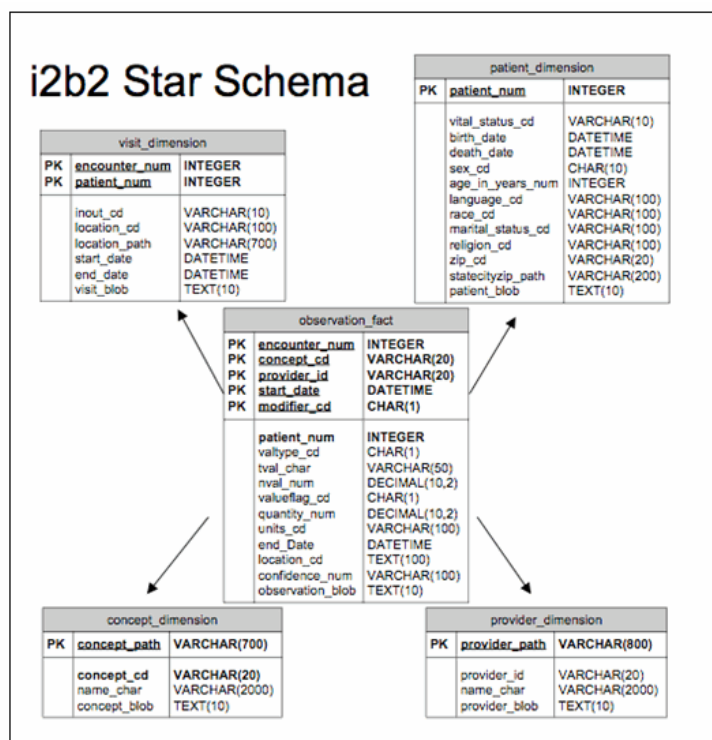 i2b2 Star Schema
patient_dimension
PK patient_num INTEGER
vital_status_cd VARCHAR(10)
birth_date DATETIME
death_date DATETIME
sex_cd CHAR(10)
age_in_years_num INTEGER
language_cd VARCHAR(100)
race_cd VARCHAR(100)
marital_status_cd VARCHAR(100)
religion_cd VARCHAR(100)
zip_cd VARCHAR(20)
statecityzip_path VARCHAR(200)
patient_blob TEXT(10)
visit_dimension
PK encounter_num INTEGER
PK patient_num INTEGER
inout_cd VARCHAR(10)
location_cd VARCHAR(100)
location_path VARCHAR(700)
start_date DATETIME
end_date DATETIME
visit_blob TEXT(10)
observation_fact
PK encounter_num INTEGER
PK concept_cd VARCHAR(20)
PK provider_id VARCHAR(20)
PK start_date DATETIME
PK modifier_cd CHAR(1)
patient_num INTEGER
valtype_cd CHAR(1)
tval_char VARCHAR(50)
nval_num DECIMAL(10,2)
valueflag_cd CHAR(1)
quantity_num DECIMAL(10,2)
units_cd VARCHAR(100)
end_Date DATETIME
location_cd TEXT(100)
confidence_num VARCHAR(100)
observation_blob TEXT(10)
concept_dimension
PK concept_path VARCHAR(700)
concept_cd VARCHAR(20)
name_char VARCHAR(2000)
concept_blob TEXT(10)
provider_dimension
PK provider_path VARCHAR(800)
provider_id VARCHAR(20)
name_char VARCHAR(2000)
provider_blob TEXT(10)